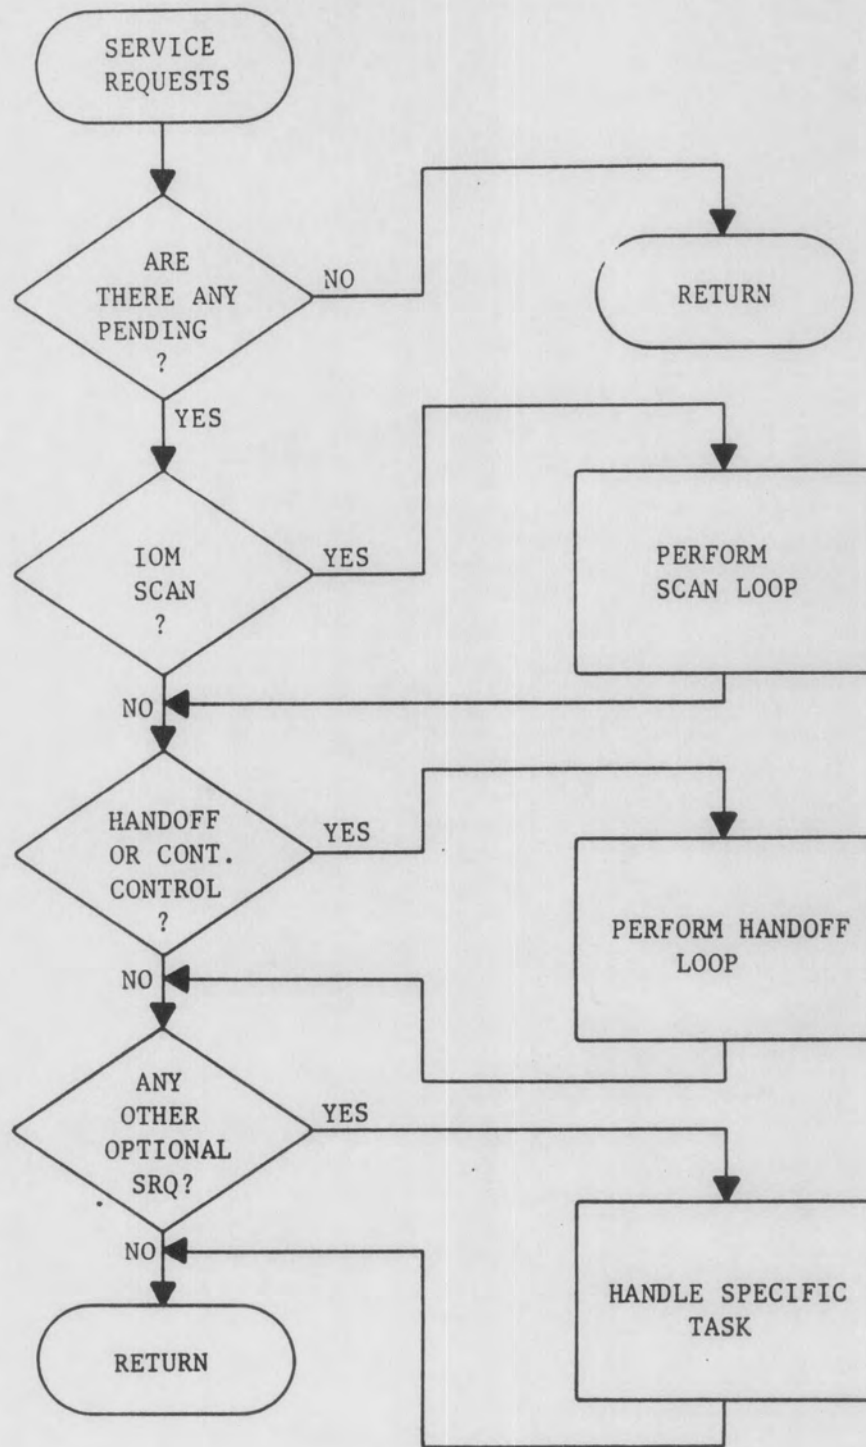 SERVICE
REQUESTS
ARE
THERE ANY
PENDING
?
NO
RETURN
YES
IOM
SCAN
?
YES
PERFORM
SCAN LOOP
NO
HANDOFF
OR CONT.
CONTROL
?
YES
PERFORM HANDOFF
LOOP
NO
ANY
OTHER
OPTIONAL
SRQ?
YES
HANDLE SPECIFIC
TASK
NO
RETURN